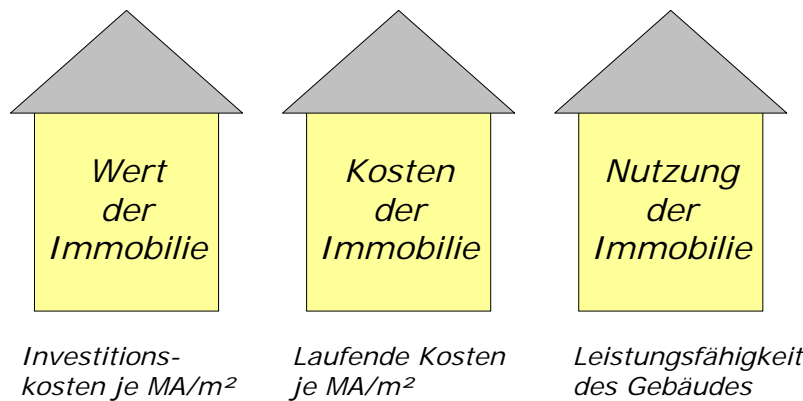 Wert
der
Immobilie
Kosten
der
Immobilie
Nutzung
der
Immobilie
Investitions-
kosten je MA/m²
Laufende Kosten
je MA/m²
Leistungsfähigkeit
des Gebäudes